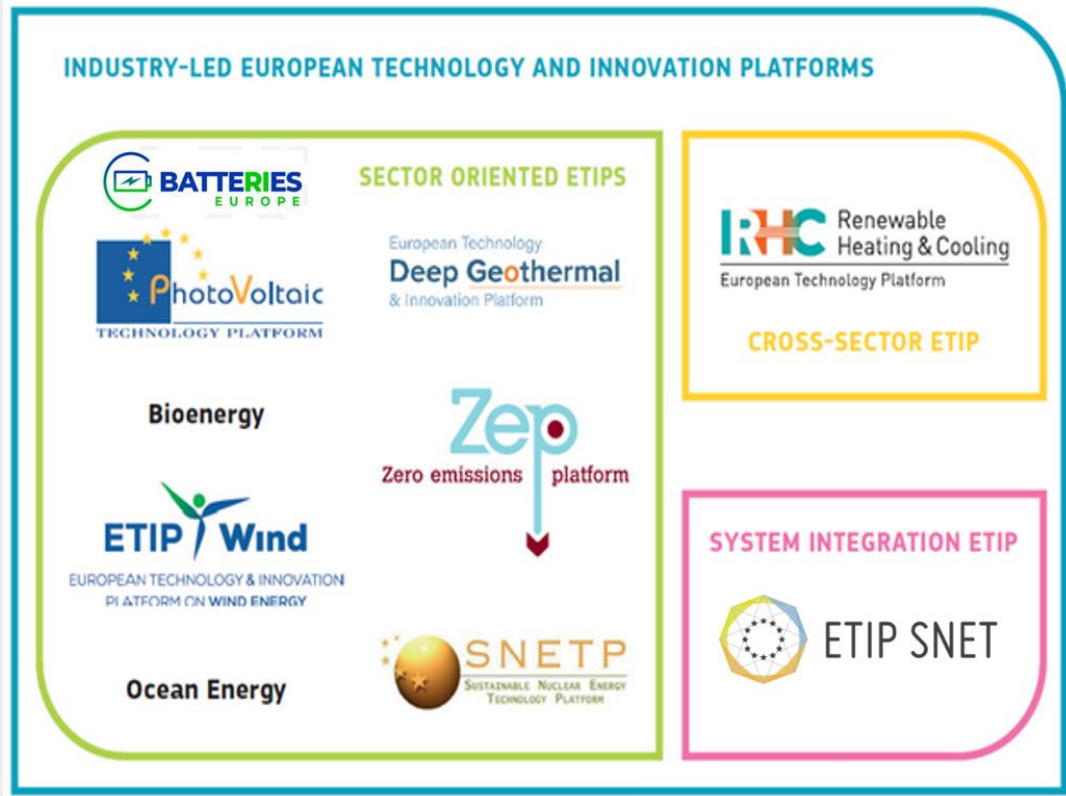 INDUSTRY-LED EUROPEAN TECHNOLOGY AND INNOVATION PLATFORMS
BATTERIES
EUROPE
SECTOR ORIENTED ETIPS
PhotoVoltaic
TECHNOLOGY PLATFORM
European Technology
Deep Geothermal
& Innovation Platform
Bioenergy
Zep
Zero emissions platform
ETIP Wind
EUROPEAN TECHNOLOGY & INNOVATION
PLATFORM ON WIND ENERGY
Ocean Energy
SNETP
SUSTAINABLE NUCLEAR ENERGY
TECHNOLOGY PLATFORM
RHC Renewable
Heating & Cooling
European Technology Platform
CROSS-SECTOR ETIP
SYSTEM INTEGRATION ETIP
ETIP SNET